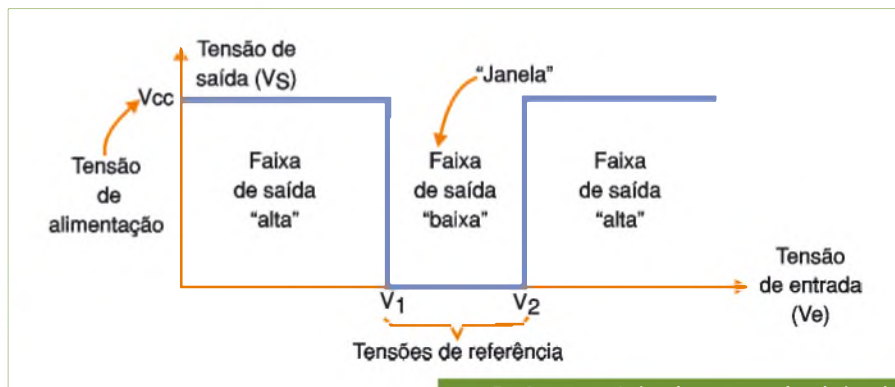 Tensão de
saída (VS)
"Janela"
Vcc
Tensão
de
alimentação
Faixa
de saída
"alta"
Faixa
de saída
"baixa"
Faixa
de saída
"alta"
Tensão
de entrada
(Ve)
V1
V2
Tensões de referência